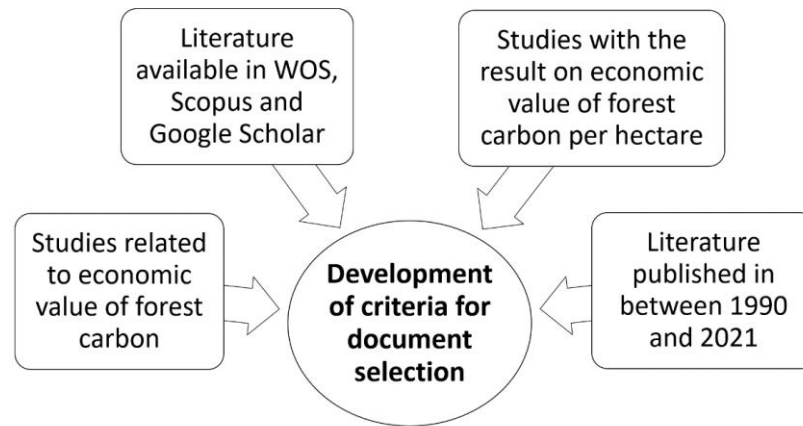 Literature
available in WOS,
Scopus and
Google Scholar
Studies with the
result on economic
value of forest
carbon per hectare
Studies related
to economic
value of forest
carbon
Development
of criteria for
document
selection
Literature
published in
between 1990
and 2021